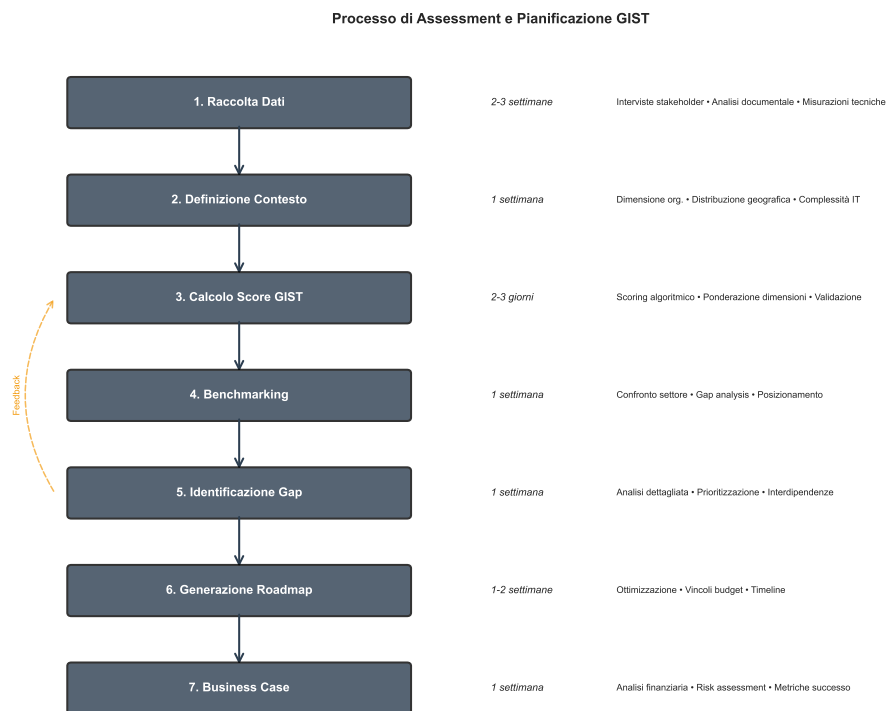 Processo di Assessment e Pianificazione GIST
1. Raccolta Dati
2-3 settimane
Interviste stakeholder • Analisi documentale • Misurazioni tecniche
2. Definizione Contesto
1 settimana
Dimensione org. • Distribuzione geografica • Complessità IT
3. Calcolo Score GIST
2-3 giorni
Scoring algoritmico • Ponderazione dimensioni • Validazione
Feedback
4. Benchmarking
1 settimana
Confronto settore • Gap analysis • Posizionamento
5. Identificazione Gap
1 settimana
Analisi dettagliata • Prioritizzazione • Interdipendenze
6. Generazione Roadmap
1-2 settimane
Ottimizzazione • Vincoli budget • Timeline
7. Business Case
1 settimana
Analisi finanziaria • Risk assessment • Metriche successo